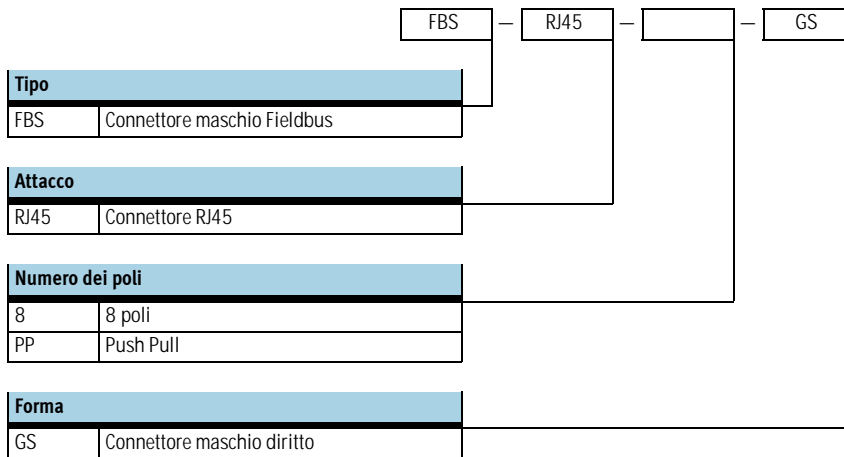 FBS — RJ45 — — GS
Tipo
FBS Connettore maschio Fieldbus
Attacco
RJ45 Connettore RJ45
Numero dei poli
8 8 poli
PP Push Pull
Forma
GS Connettore maschio diritto